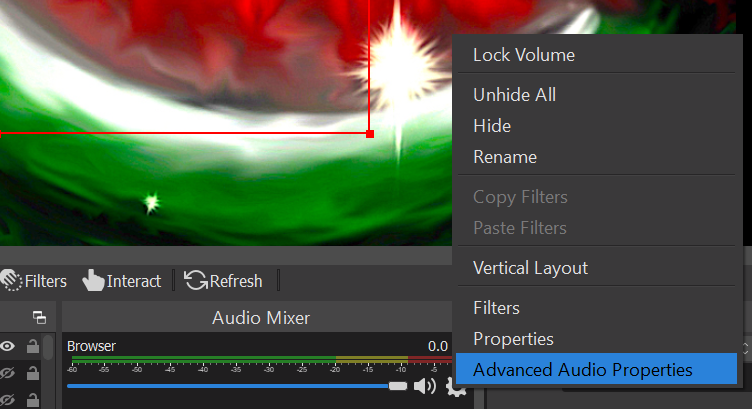 Lock Volume
Unhide All
Hide
Rename
Copy Filters
Paste Filters
Vertical Layout
Filters
Properties
Advanced Audio Properties
Filters Interact Refresh
Audio Mixer
Browser 0.0
-60 -55 -50 -45 -40 -35 -30 -25 -20 -15 -10 -5